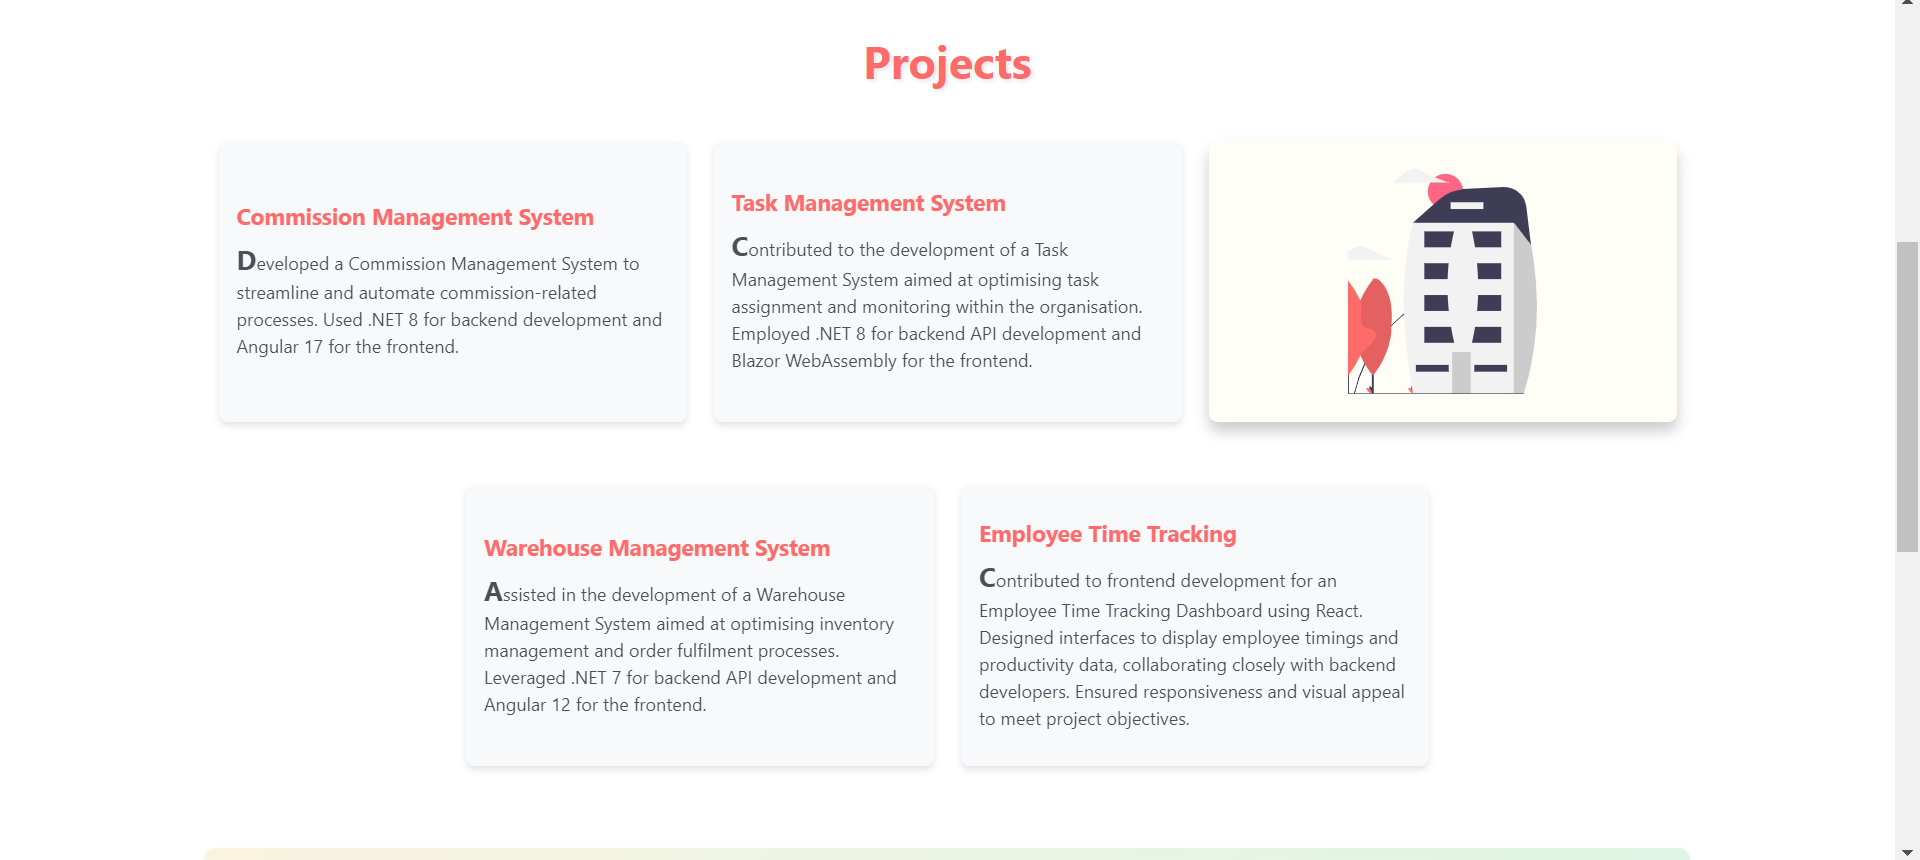 Projects
Commission Management System
Developed a Commission Management System to
streamline and automate commission-related
processes. Used .NET 8 for backend development and
Angular 17 for the frontend.
Task Management System
Contributed to the development of a Task
Management System aimed at optimising task
assignment and monitoring within the organisation.
Employed .NET 8 for backend API development and
Blazor WebAssembly for the frontend.
Warehouse Management System
Assisted in the development of a Warehouse
Management System aimed at optimising inventory
management and order fulfilment processes.
Leveraged .NET 7 for backend API development and
Angular 12 for the frontend.
Employee Time Tracking
Contributed to frontend development for an
Employee Time Tracking Dashboard using React.
Designed interfaces to display employee timings and
productivity data, collaborating closely with backend
developers. Ensured responsiveness and visual appeal
to meet project objectives.